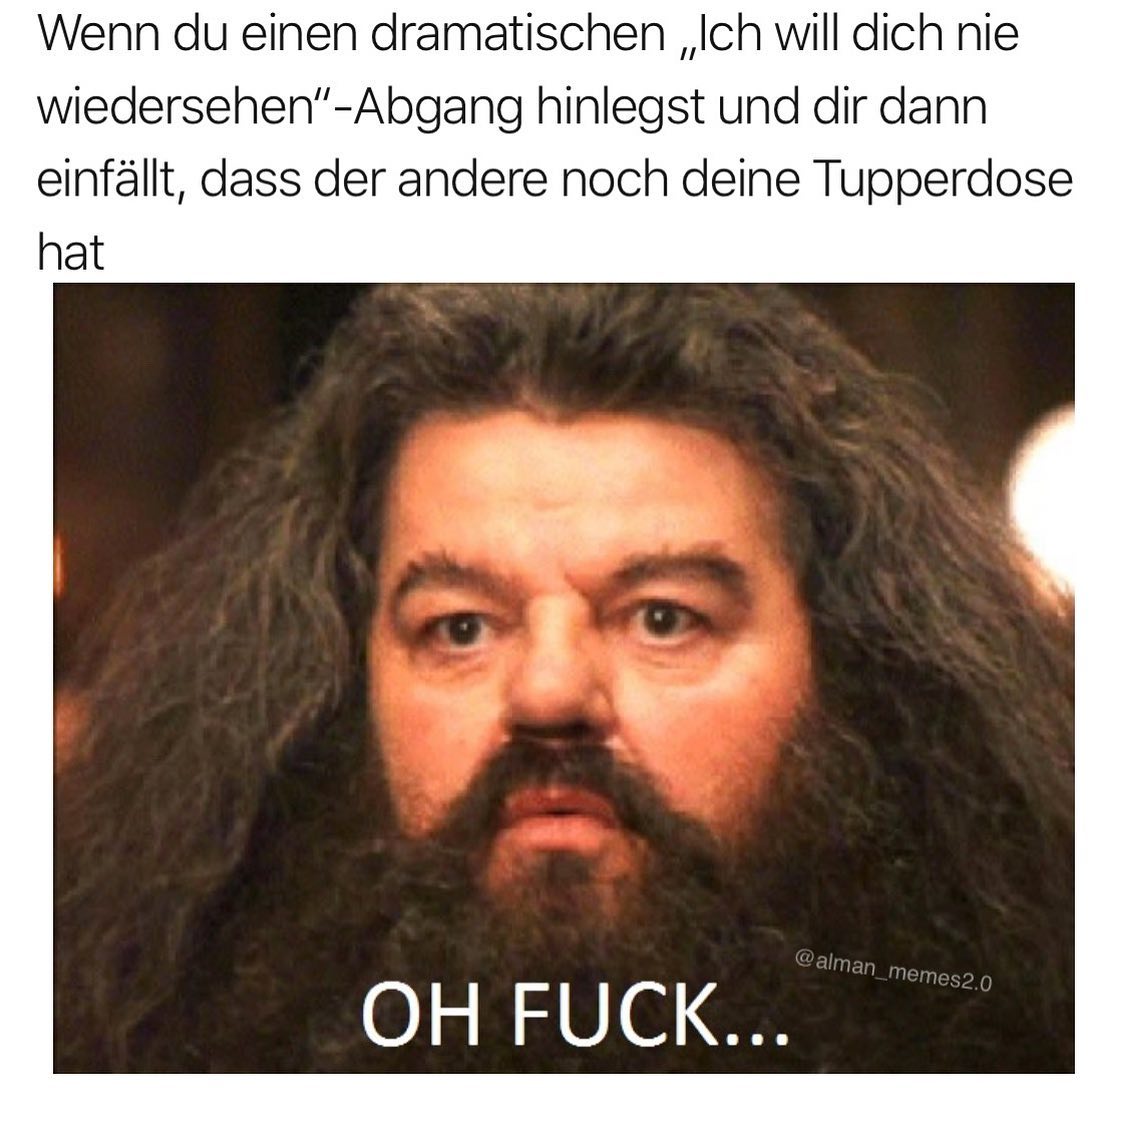 Wenn du einen dramatischen „Ich will dich nie
wiedersehen“-Abgang hinlegst und dir dann
einfällt, dass der andere noch deine Tupperdose
hat
@alman_memes2.0
OH FUCK...